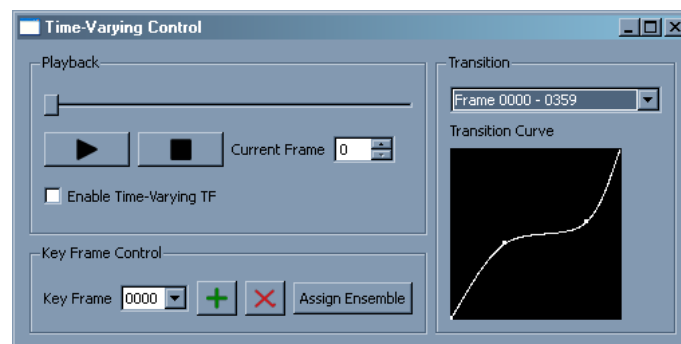 Time-Varying Control
Playback
Current Frame 0
Enable Time-Varying TF
Key Frame Control
Key Frame 0000 Assign Ensemble
Transition
Frame 0000 - 0359
Transition Curve